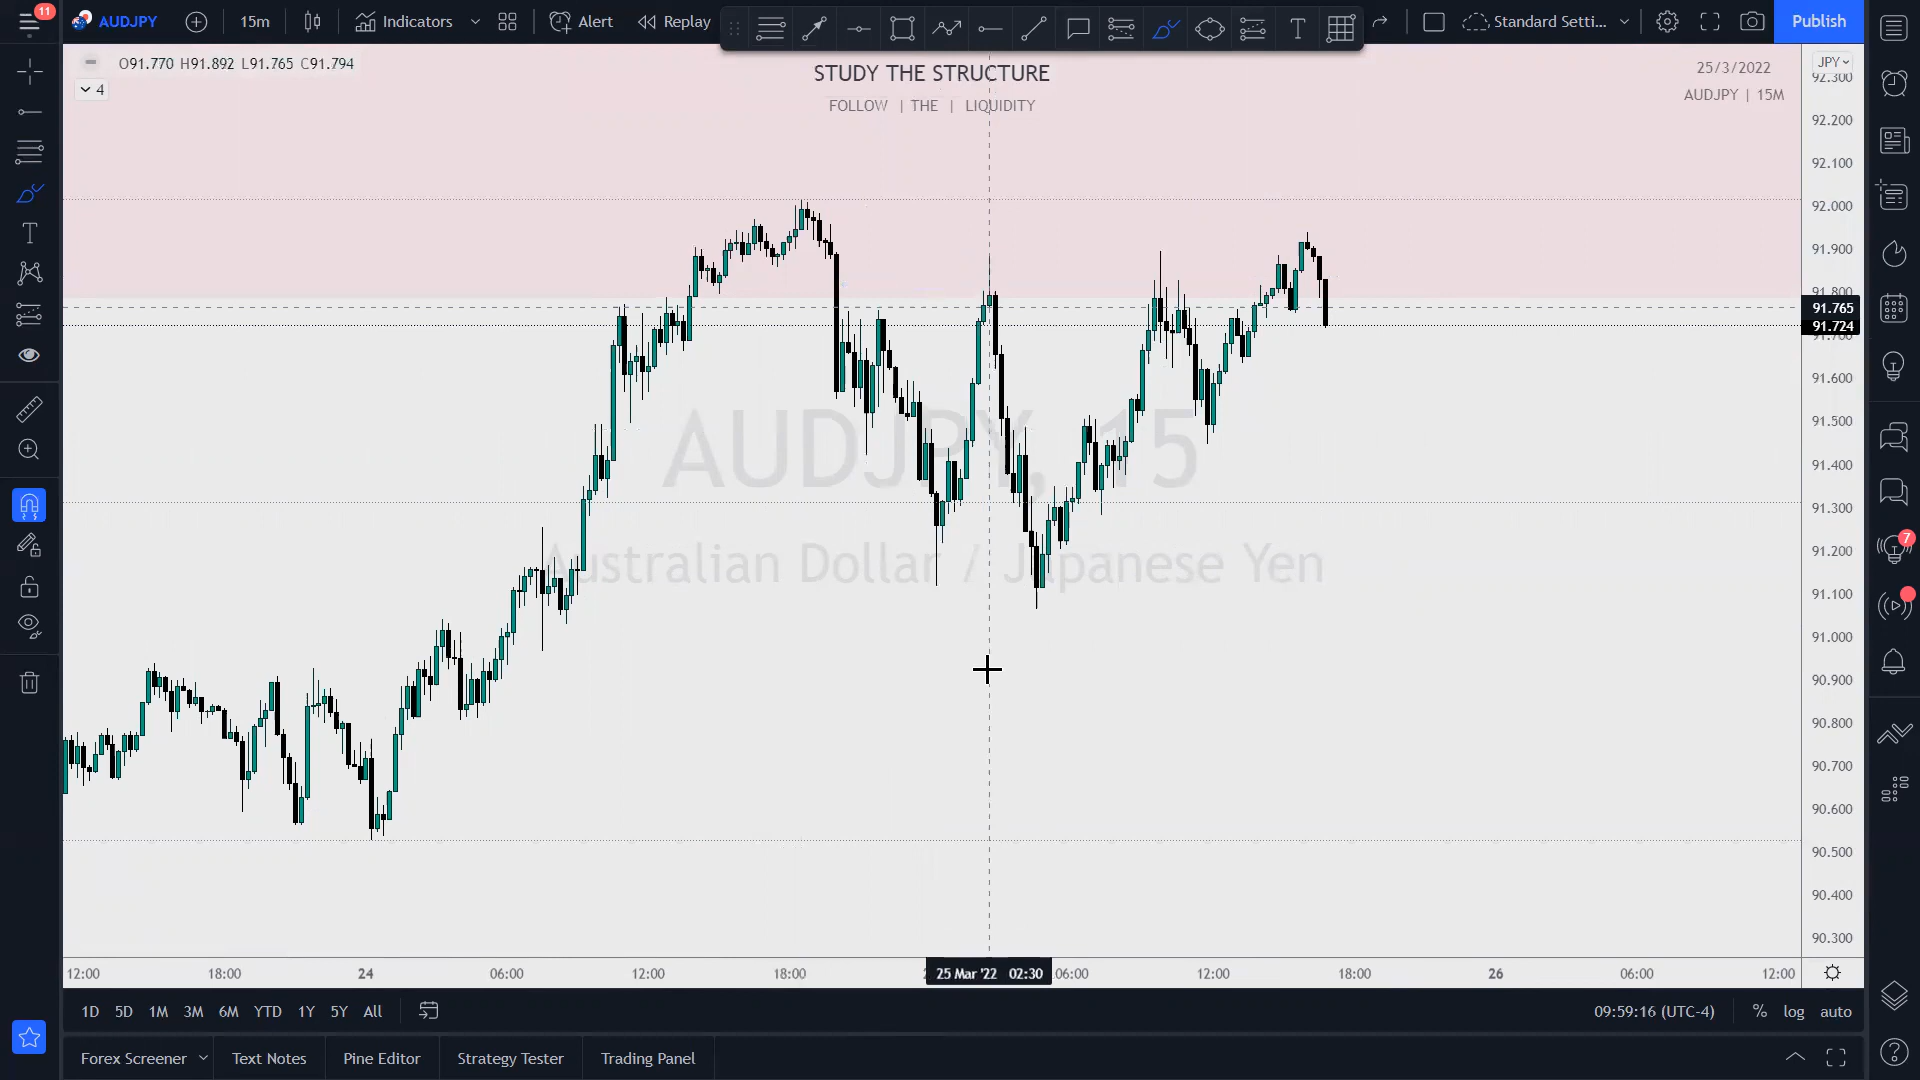 11
AUDJPY
15m
Indicators
Alert
Replay
Standard Setti...
Publish
O91.770 H91.892 L91.765 C91.794
4
STUDY THE STRUCTURE
FOLLOW | THE | LIQUIDITY
25/3/2022
AUDJPY | 15M
JPY
92.300
92.200
92.100
92.000
91.900
91.800
91.765
91.724
91.700
91.600
91.500
91.400
91.300
91.200
91.100
91.000
90.900
90.800
90.700
90.600
90.500
90.400
90.300
AUDJPY, 15
Australian Dollar / Japanese Yen
7
12:00
18:00
24
06:00
12:00
18:00
25 Mar '22 02:30
06:00
12:00
18:00
26
06:00
12:00
1D 5D 1M 3M 6M YTD 1Y 5Y All
09:59:16 (UTC-4)
% log auto
Forex Screener
Text Notes
Pine Editor
Strategy Tester
Trading Panel